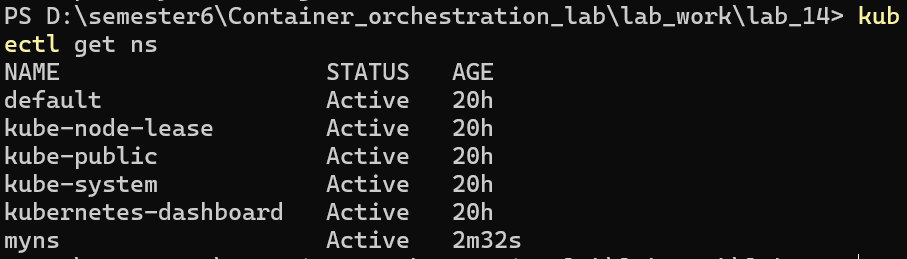 PS D:\semester6\Container_orchestration_lab\lab_work\lab_14> kub
ectl get ns
NAME                   STATUS   AGE
default                Active   20h
kube-node-lease        Active   20h
kube-public            Active   20h
kube-system            Active   20h
kubernetes-dashboard   Active   20h
myns                   Active   2m32s